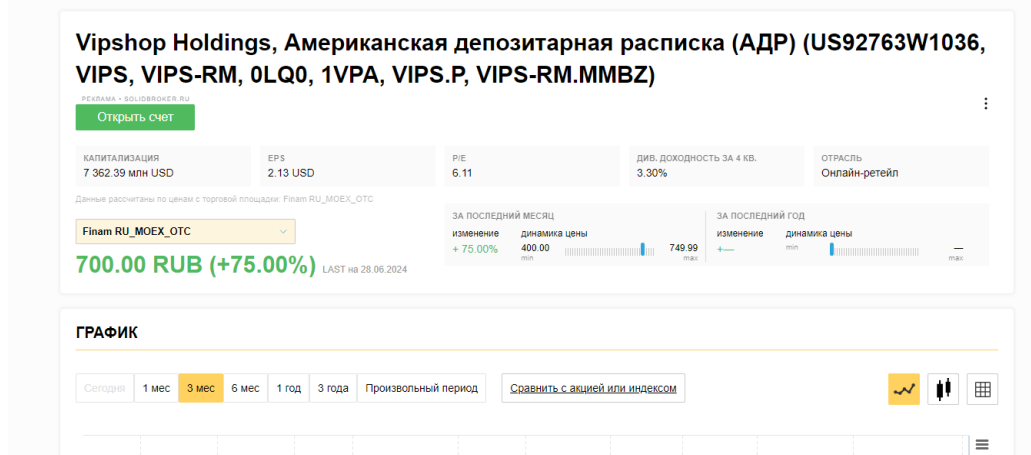 Vipshop Holdings, Американская депозитарная расписка (АДР) (US92763W1036,
VIPS, VIPS-RM, 0LQ0, 1VPA, VIPS.P, VIPS-RM.MMBZ)
РЕКЛАМА • SOLIDBROKER.RU
Открыть счет
КАПИТАЛИЗАЦИЯ EPS P/E ДИВ. ДОХОДНОСТЬ ЗА 4 КВ. ОТРАСЛЬ
7 362.39 млн USD 2.13 USD 6.11 3.30% Онлайн-ретейл
Данные рассчитаны по ценам с торговой площадки: Finam RU_MOEX_OTC
Finam RU_MOEX_OTC
700.00 RUB (+75.00%) LAST на 28.06.2024
ЗА ПОСЛЕДНИЙ МЕСЯЦ
изменение динамика цены
+ 75.00% 400.00 749.99
min max
ЗА ПОСЛЕДНИЙ ГОД
изменение динамика цены
+— min —
max
ГРАФИК
Сегодня 1 мес 3 мес 6 мес 1 год 3 года Произвольный период Сравнить с акцией или индексом